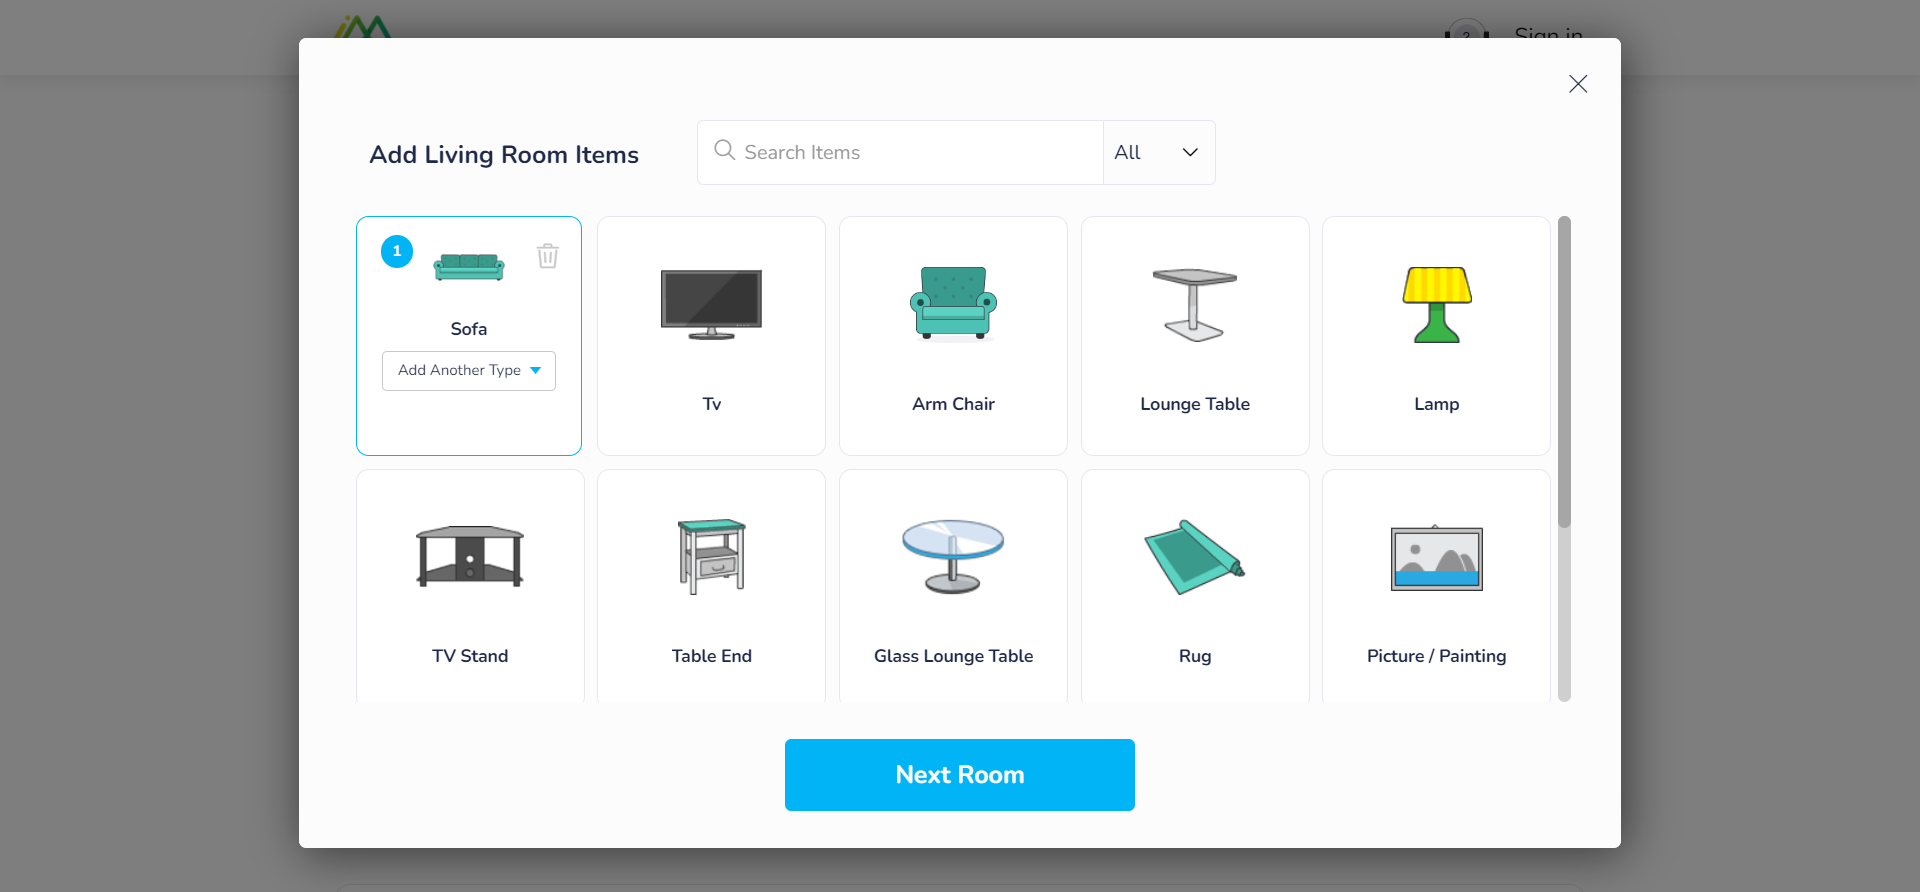 2
Sign in
Add Living Room Items
Search Items
All
1
Sofa
Add Another Type
Tv
Arm Chair
Lounge Table
Lamp
TV Stand
Table End
Glass Lounge Table
Rug
Picture / Painting
Next Room